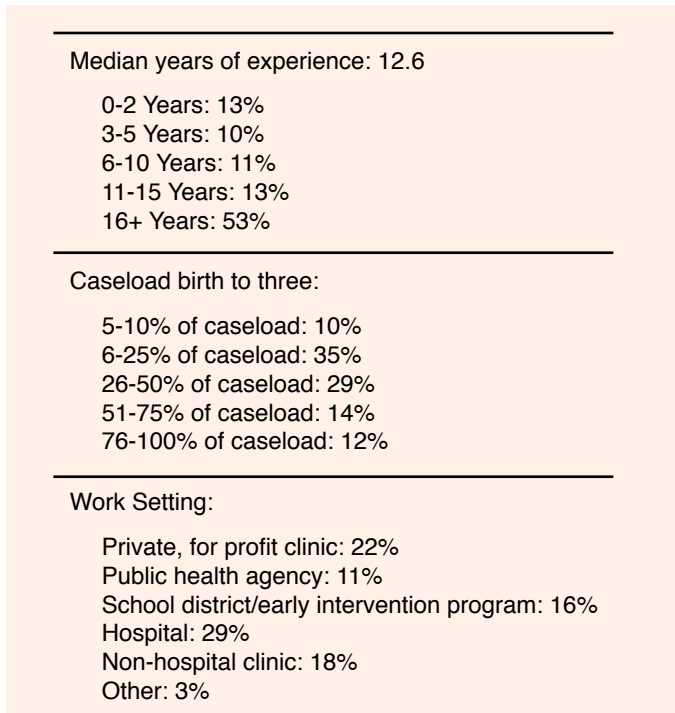 Median years of experience: 12.6
0-2 Years: 13%
3-5 Years: 10%
6-10 Years: 11%
11-15 Years: 13%
16+ Years: 53%
Caseload birth to three:
5-10% of caseload: 10%
6-25% of caseload: 35%
26-50% of caseload: 29%
51-75% of caseload: 14%
76-100% of caseload: 12%
Work Setting:
Private, for profit clinic: 22%
Public health agency: 11%
School district/early intervention program: 16%
Hospital: 29%
Non-hospital clinic: 18%
Other: 3%